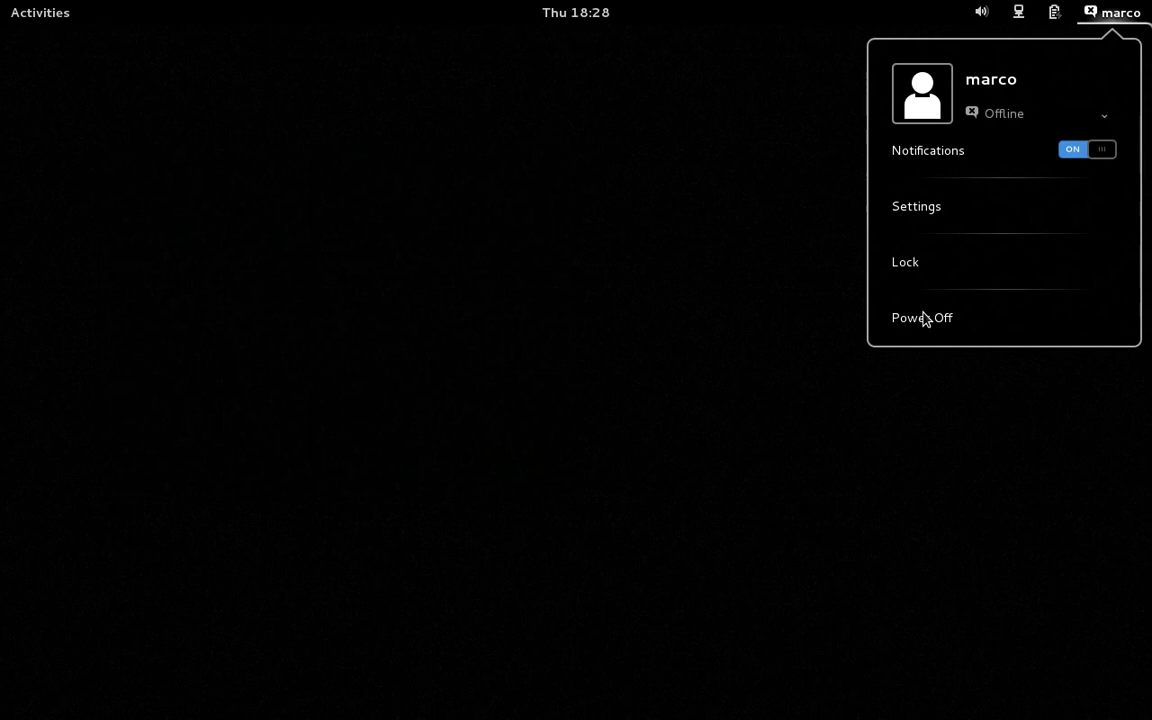 Activities
Thu 18:28
marco
marco
Offline
Notifications ON
Settings
Lock
Power Off